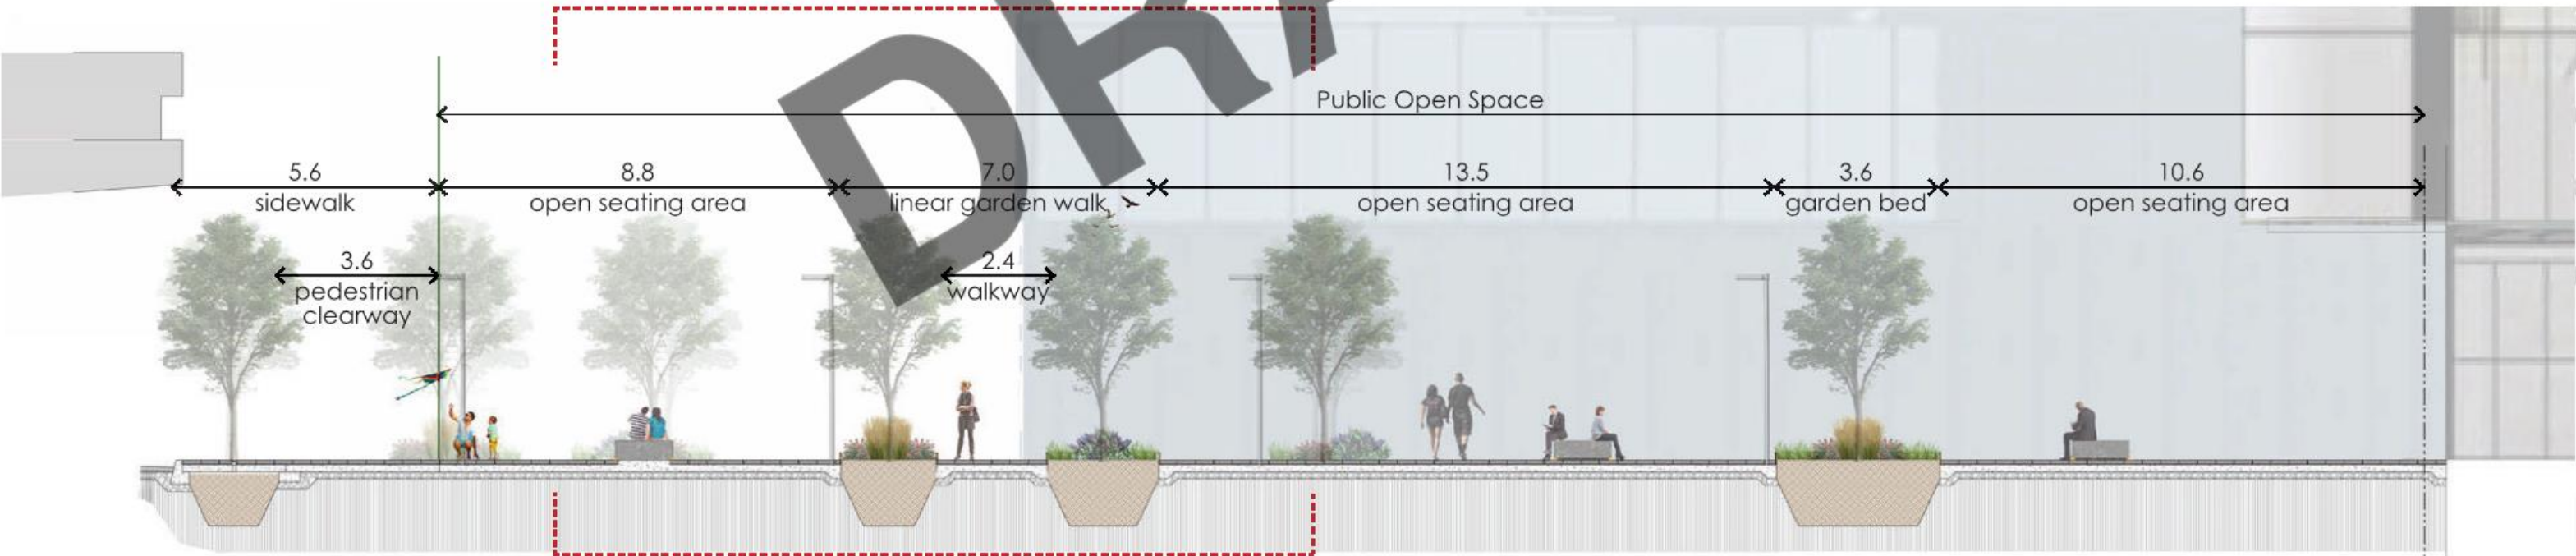 DRA
Public Open Space
5.6
sidewalk
8.8
open seating area
7.0
linear garden walk
13.5
open seating area
3.6
garden bed
10.6
open seating area
3.6
pedestrian
clearway
2.4
walkway